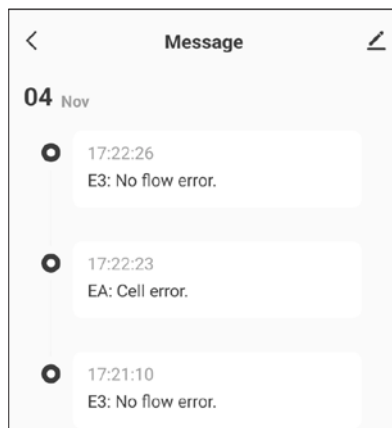 Message
04 Nov
17:22:26
E3: No flow error.
17:22:23
EA: Cell error.
17:21:10
E3: No flow error.